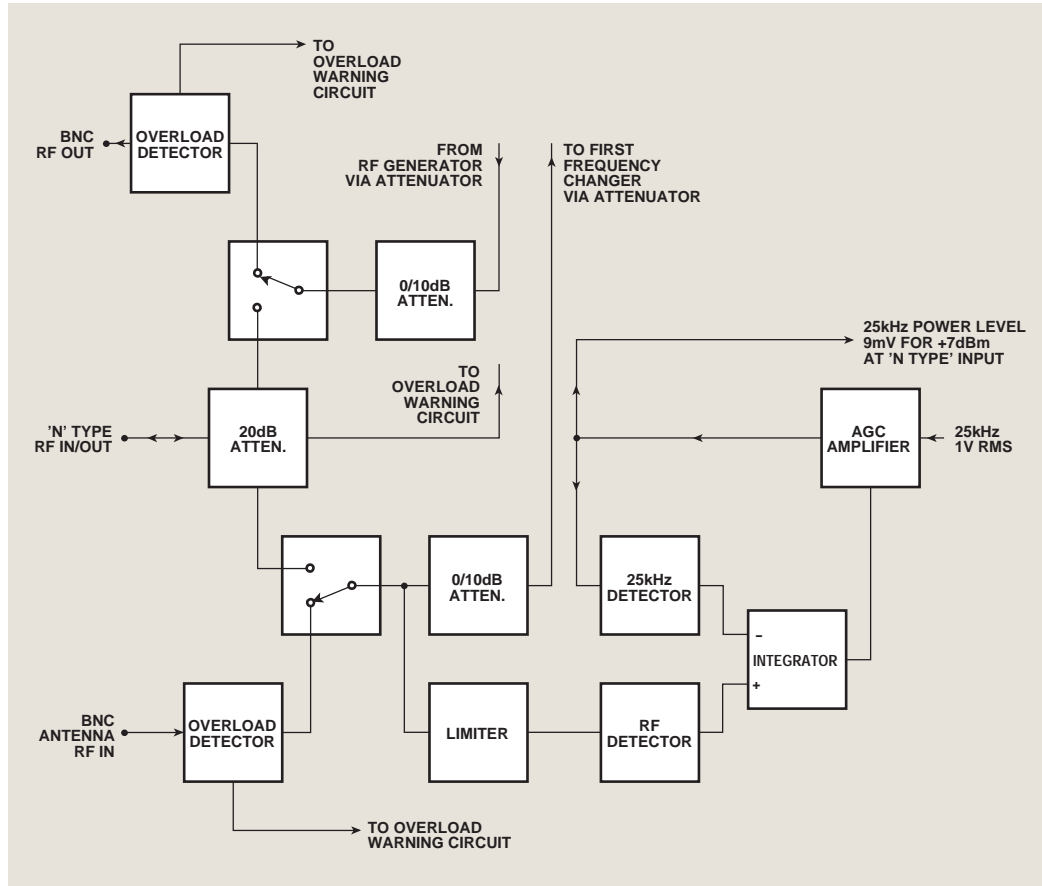 TO
OVERLOAD
WARNING
CIRCUIT
BNC
RF OUT
OVERLOAD
DETECTOR
FROM
RF GENERATOR
VIA ATTENUATOR
TO FIRST
FREQUENCY
CHANGER
VIA ATTENUATOR
0/10dB
ATTEN.
25kHz POWER LEVEL
9mV FOR +7dBm
AT 'N TYPE' INPUT
TO
OVERLOAD
WARNING
CIRCUIT
'N' TYPE
RF IN/OUT
20dB
ATTEN.
AGC
AMPLIFIER
25kHz
1V RMS
0/10dB
ATTEN.
25kHz
DETECTOR
–
INTEGRATOR
+
BNC
ANTENNA
RF IN
OVERLOAD
DETECTOR
LIMITER
RF
DETECTOR
TO OVERLOAD
WARNING CIRCUIT